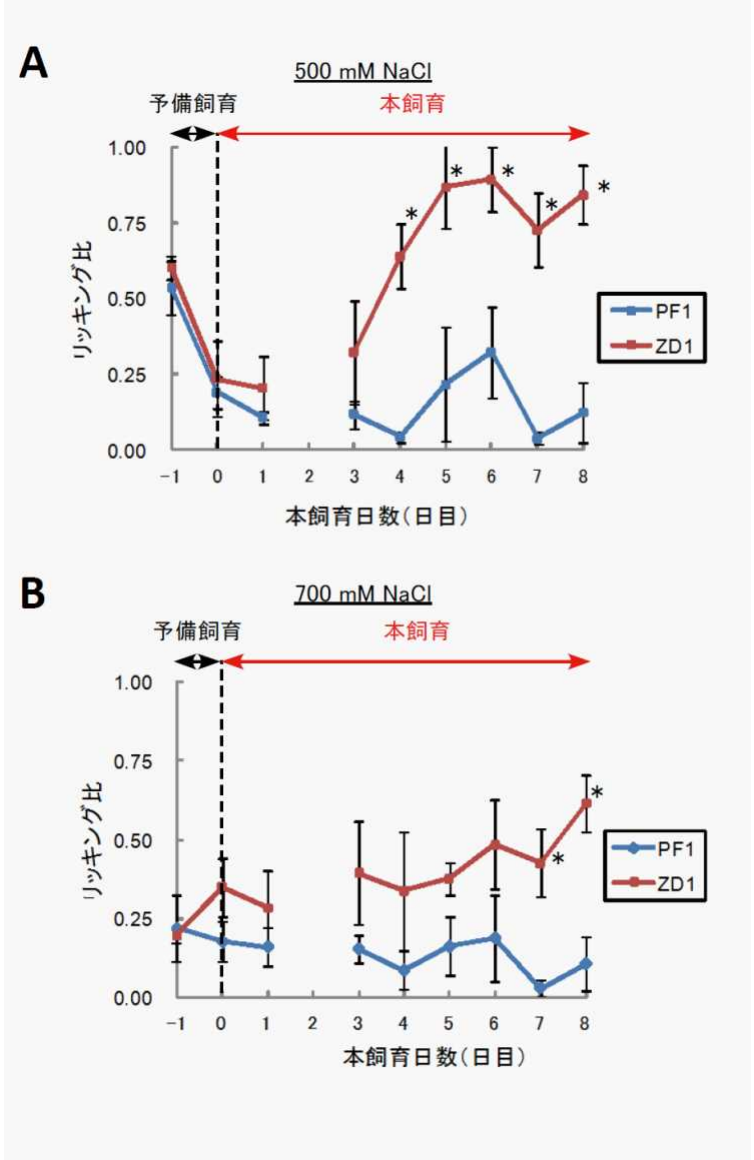 A
500 mM NaCl
予備飼育 本飼育
1.00
0.75
0.50
0.25
0.00
リッキング比
* * * * *
PF1
ZD1
−1 0 1 2 3 4 5 6 7 8
本飼育日数(日目)
B
700 mM NaCl
予備飼育 本飼育
1.00
0.75
0.50
0.25
0.00
リッキング比
* *
PF1
ZD1
−1 0 1 2 3 4 5 6 7 8
本飼育日数(日目)